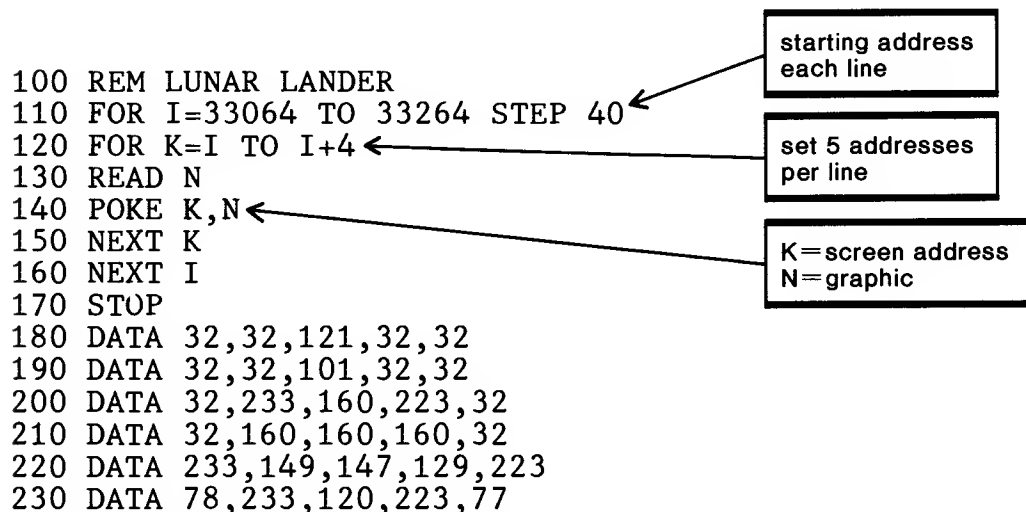 100 REM LUNAR LANDER
110 FOR I=33064 TO 33264 STEP 40
120 FOR K=I TO I+4
130 READ N
140 POKE K,N
150 NEXT K
160 NEXT I
170 STOP
180 DATA 32,32,121,32,32
190 DATA 32,32,101,32,32
200 DATA 32,233,160,223,32
210 DATA 32,160,160,160,32
220 DATA 233,149,147,129,223
230 DATA 78,233,120,223,77
starting address
each line
set 5 addresses
per line
K=screen address
N=graphic